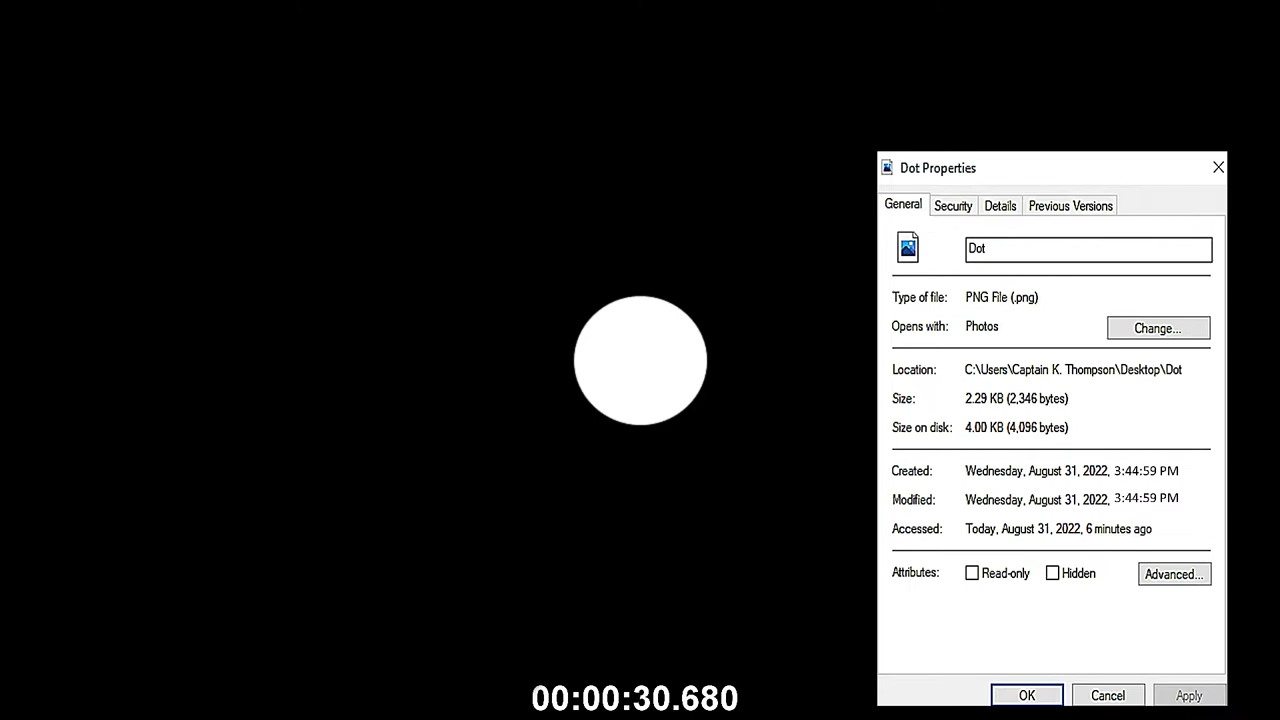 Dot Properties
General Security Details Previous Versions
Dot
Type of file: PNG File (.png)
Opens with: Photos Change...
Location: C:\Users\Captain K. Thompson\Desktop\Dot
Size: 2.29 KB (2,346 bytes)
Size on disk: 4.00 KB (4,096 bytes)
Created: Wednesday, August 31, 2022, 3:44:59 PM
Modified: Wednesday, August 31, 2022, 3:44:59 PM
Accessed: Today, August 31, 2022, 6 minutes ago
Attributes: Read-only Hidden Advanced...
OK Cancel Apply
00:00:30.680